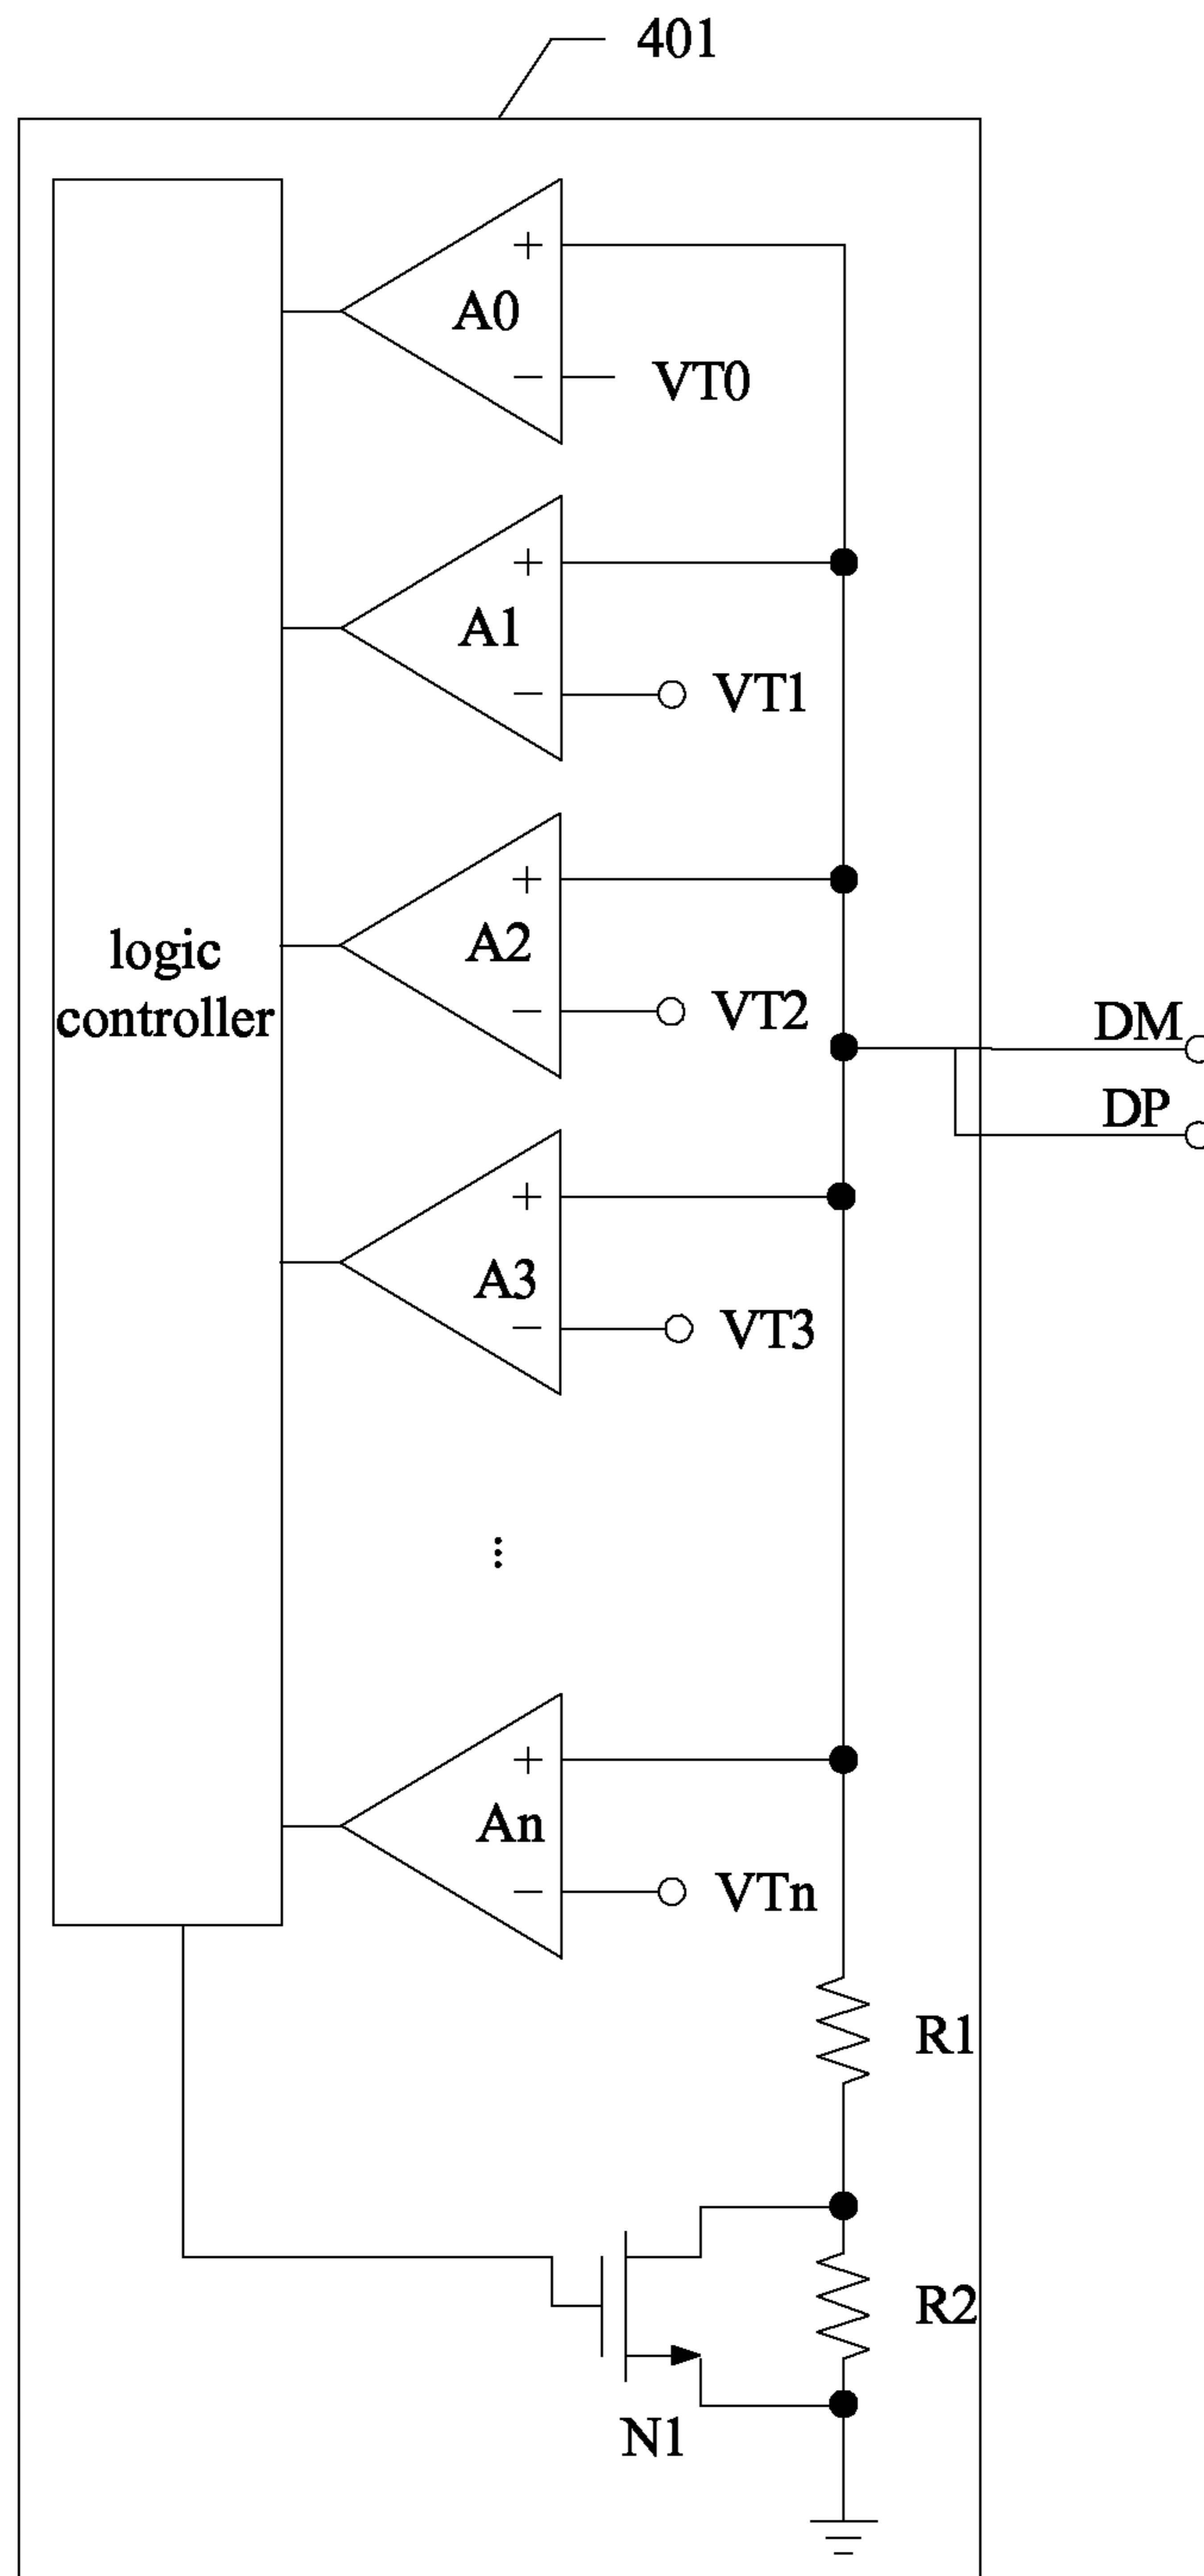 401
+
A0
−
VT0
+
A1
−
VT1
+
A2
−
VT2
logic
controller
DM
DP
+
A3
−
VT3
...
+
An
−
VTn
R1
R2
N1